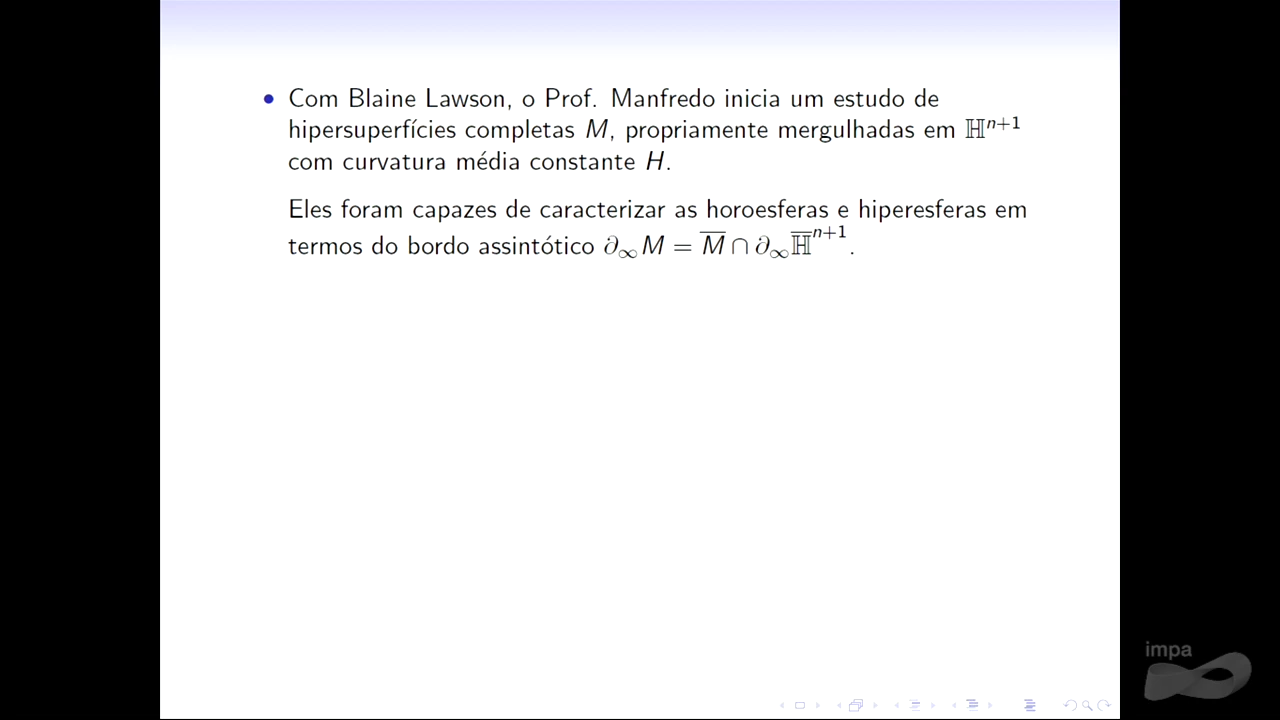 • Com Blaine Lawson, o Prof. Manfredo inicia um estudo de
hipersuperfícies completas M, propriamente mergulhadas em ℍⁿ⁺¹
com curvatura média constante H.
Eles foram capazes de caracterizar as horoesferas e hiperesferas em
termos do bordo assintótico ∂∞M = M̅ ∩ ∂∞ℍ̅ⁿ⁺¹.
impa